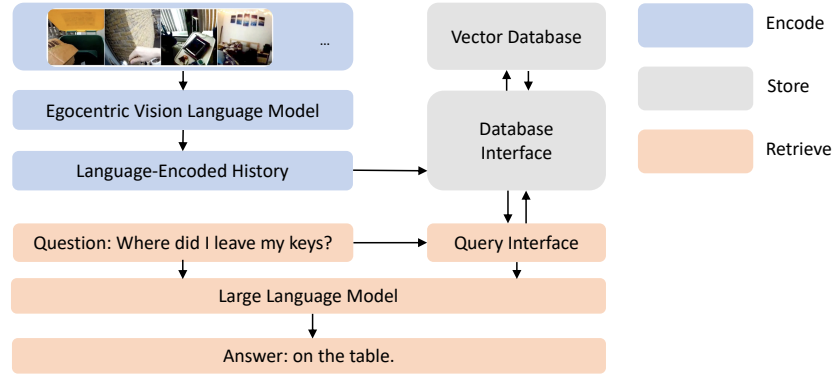 ...
Egocentric Vision Language Model
Language-Encoded History
Question: Where did I leave my keys?
Large Language Model
Answer: on the table.
Vector Database
Database
Interface
Query Interface
Encode
Store
Retrieve